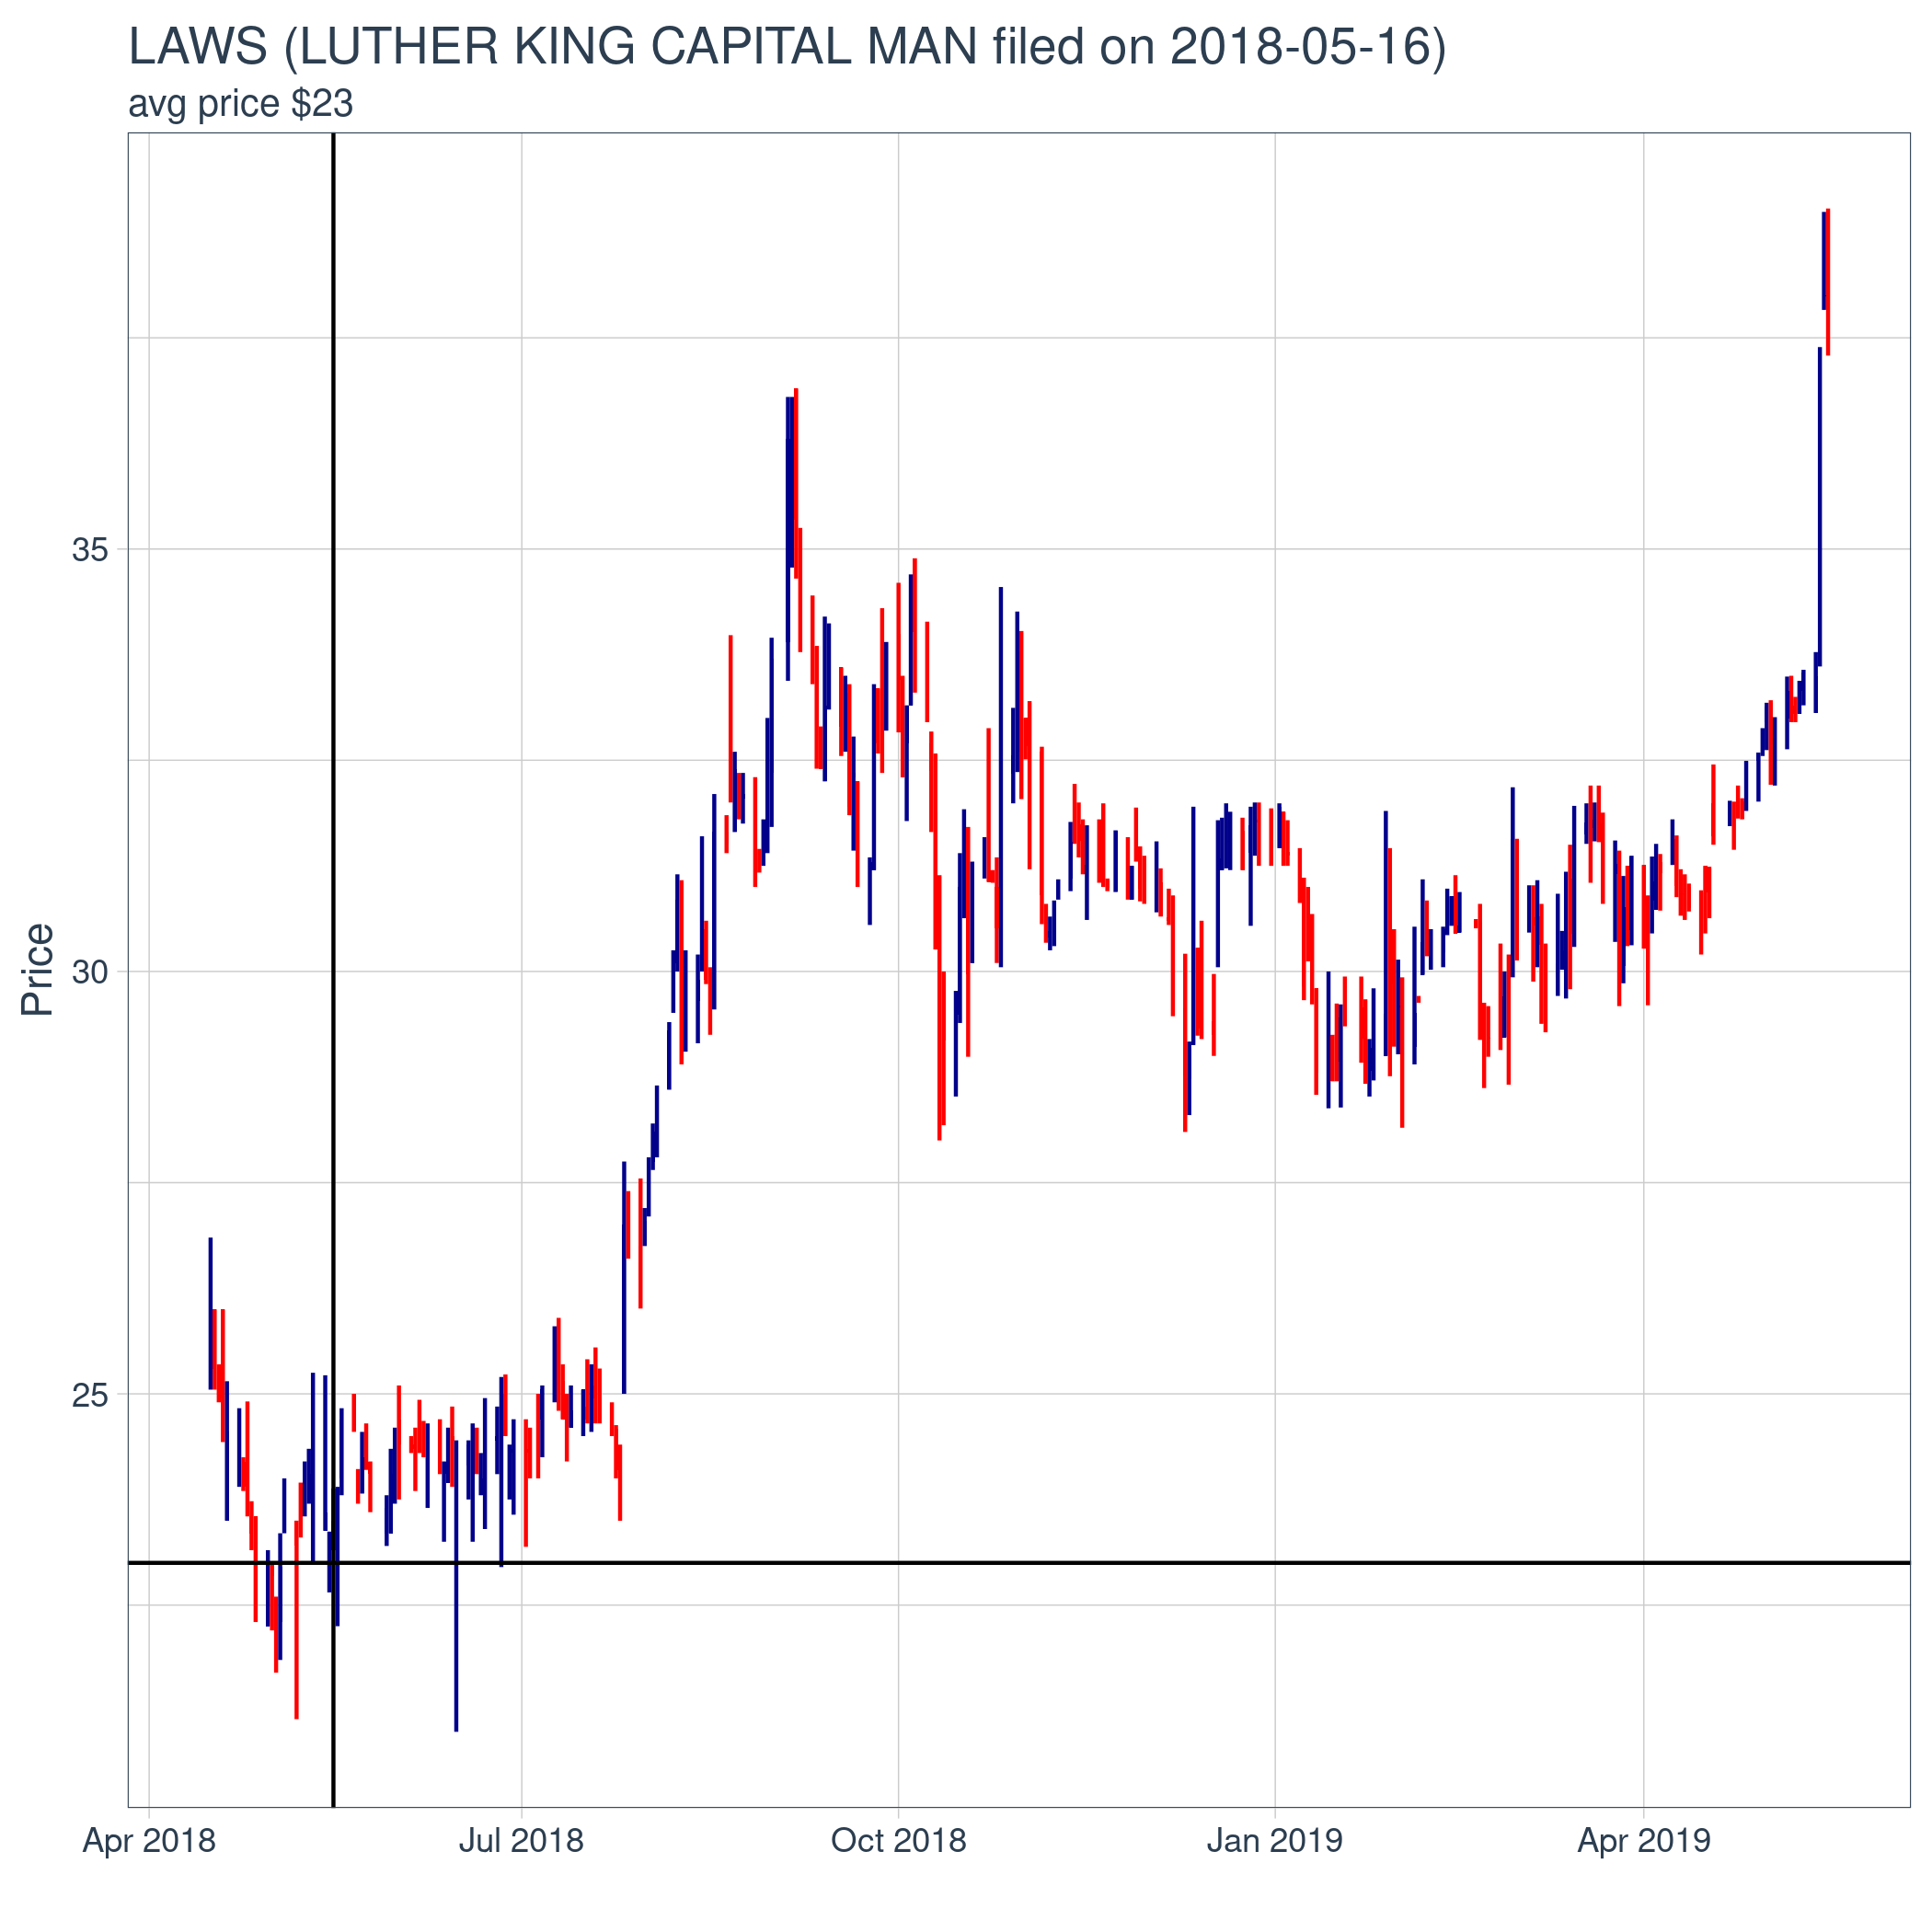 LAWS (LUTHER KING CAPITAL MAN filed on 2018-05-16)
avg price $23
35
30
25
Price
Apr 2018
Jul 2018
Oct 2018
Jan 2019
Apr 2019